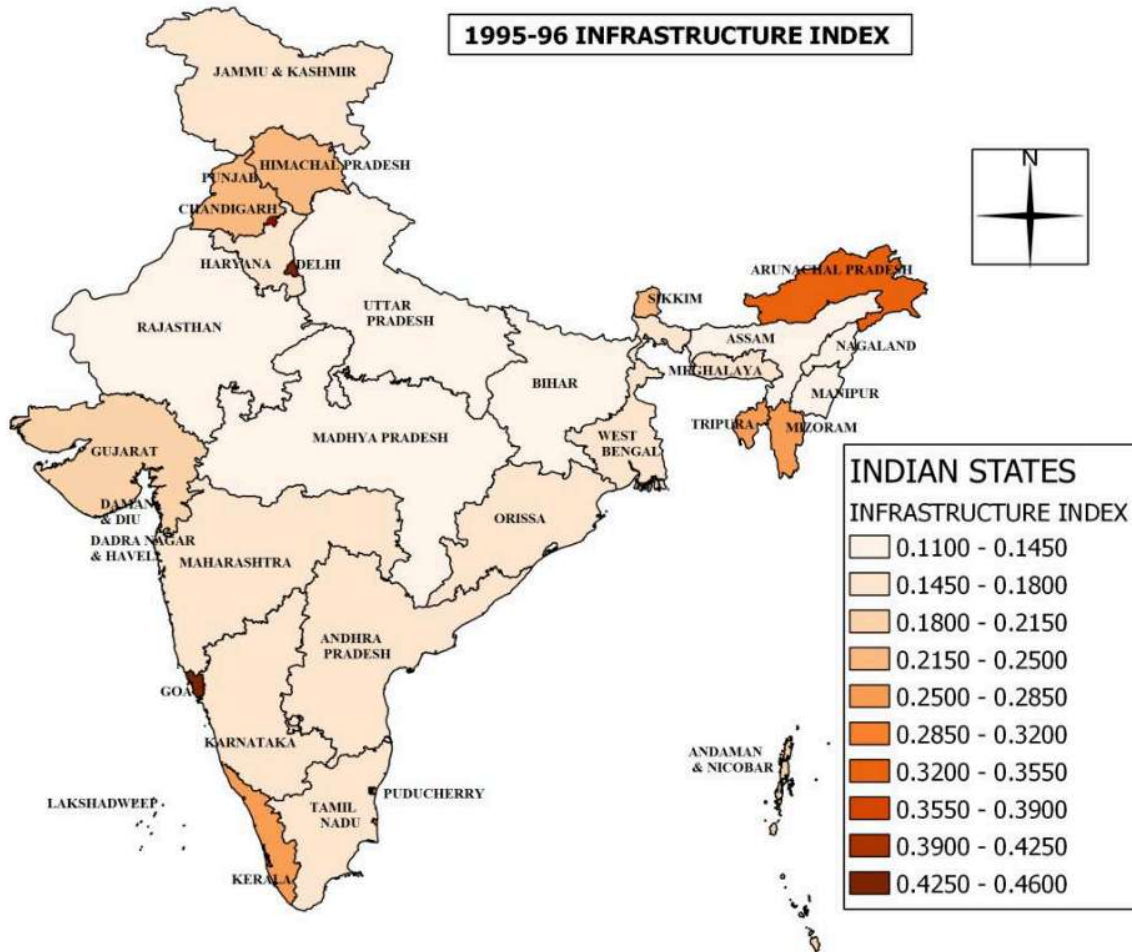 1995-96 INFRASTRUCTURE INDEX
JAMMU & KASHMIR
N
HIMACHAL PRADESH
PUNJAB
CHANDIGARH
HARYANA
DELHI
ARUNACHAL PRADESH
SIKKIM
UTTAR
PRADESH
RAJASTHAN
ASSAM
NAGALAND
MEGHALAYA
BIHAR
MANIPUR
TRIPURA
MIZORAM
MADHYA PRADESH
WEST
BENGAL
GUJARAT
DAMAN
& DIU
DADRA NAGAR
& HAVELI
ORISSA
MAHARASHTRA
ANDHRA
PRADESH
GOA
KARNATAKA
ANDAMAN
& NICOBAR
LAKSHADWEEP
PUDUCHERRY
TAMIL
NADU
KERALA
INDIAN STATES
INFRASTRUCTURE INDEX
0.1100 - 0.1450
0.1450 - 0.1800
0.1800 - 0.2150
0.2150 - 0.2500
0.2500 - 0.2850
0.2850 - 0.3200
0.3200 - 0.3550
0.3550 - 0.3900
0.3900 - 0.4250
0.4250 - 0.4600